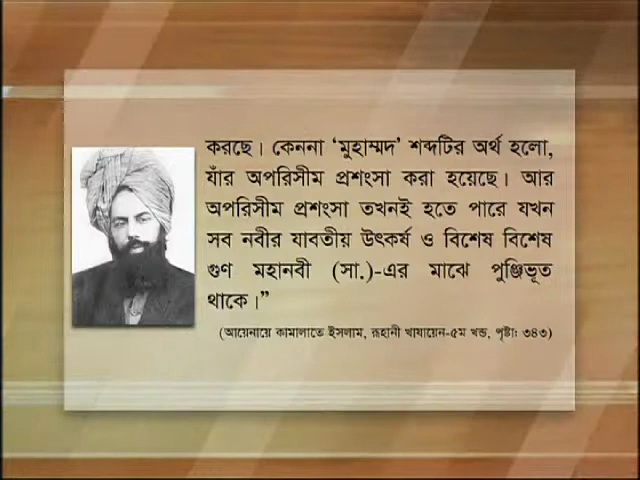 করছে। কেননা ‘মুহাম্মদ’ শব্দটির অর্থ হলো,
যাঁর অপরিসীম প্রশংসা করা হয়েছে। আর
অপরিসীম প্রশংসা তখনই হতে পারে যখন
সব নবীর যাবতীয় উৎকর্ষ ও বিশেষ বিশেষ
গুণ মহানবী (সা.)-এর মাঝে পুঞ্জিভূত
থাকে।”
(আয়েনায়ে কামালাতে ইসলাম, রূহানী খাযায়েন-৫ম খন্ড, পৃষ্টা: ৩৪৩)